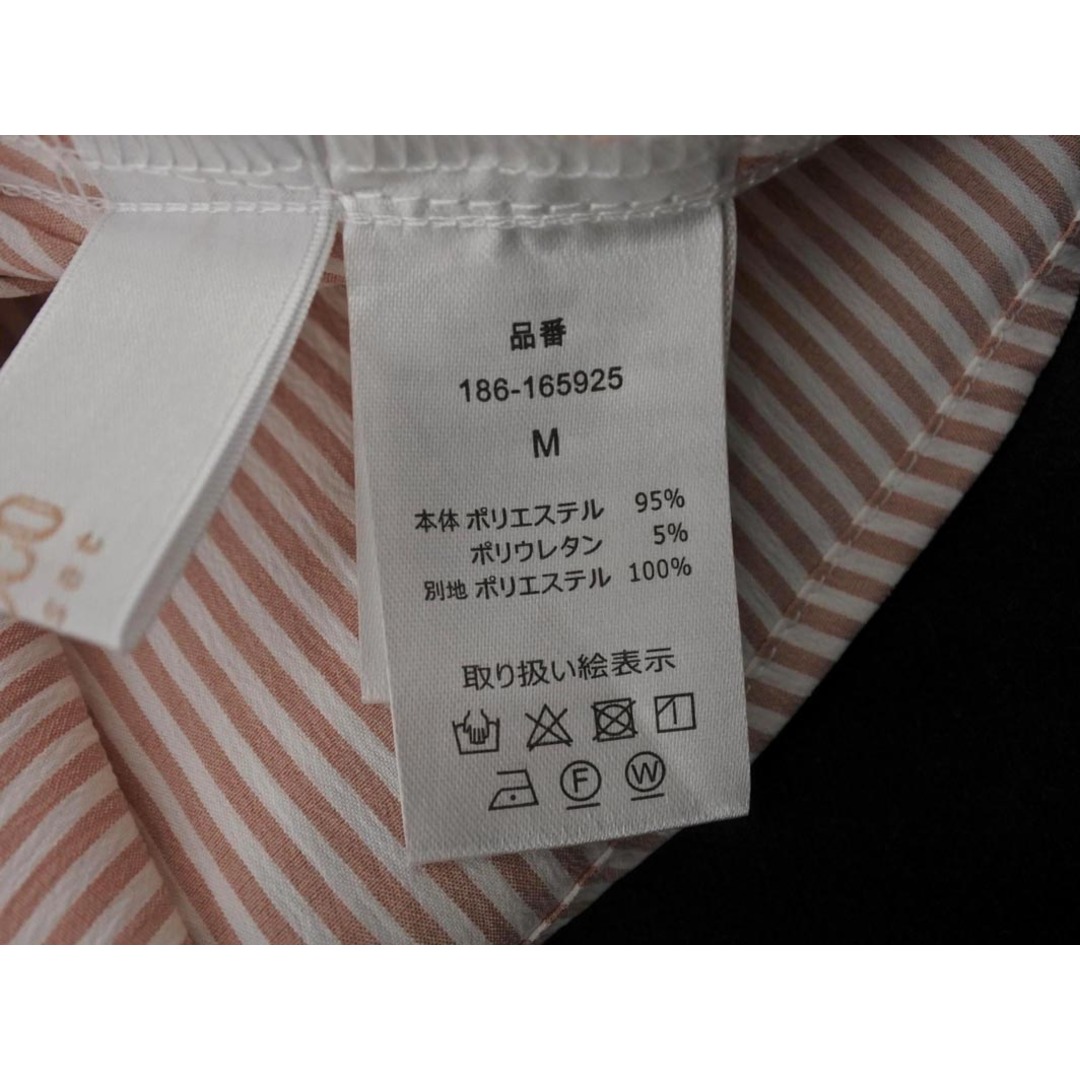 品番
186-165925
M
本体 ポリエステル 95%
ポリウレタン 5%
別地 ポリエステル 100%
取り扱い絵表示
F W